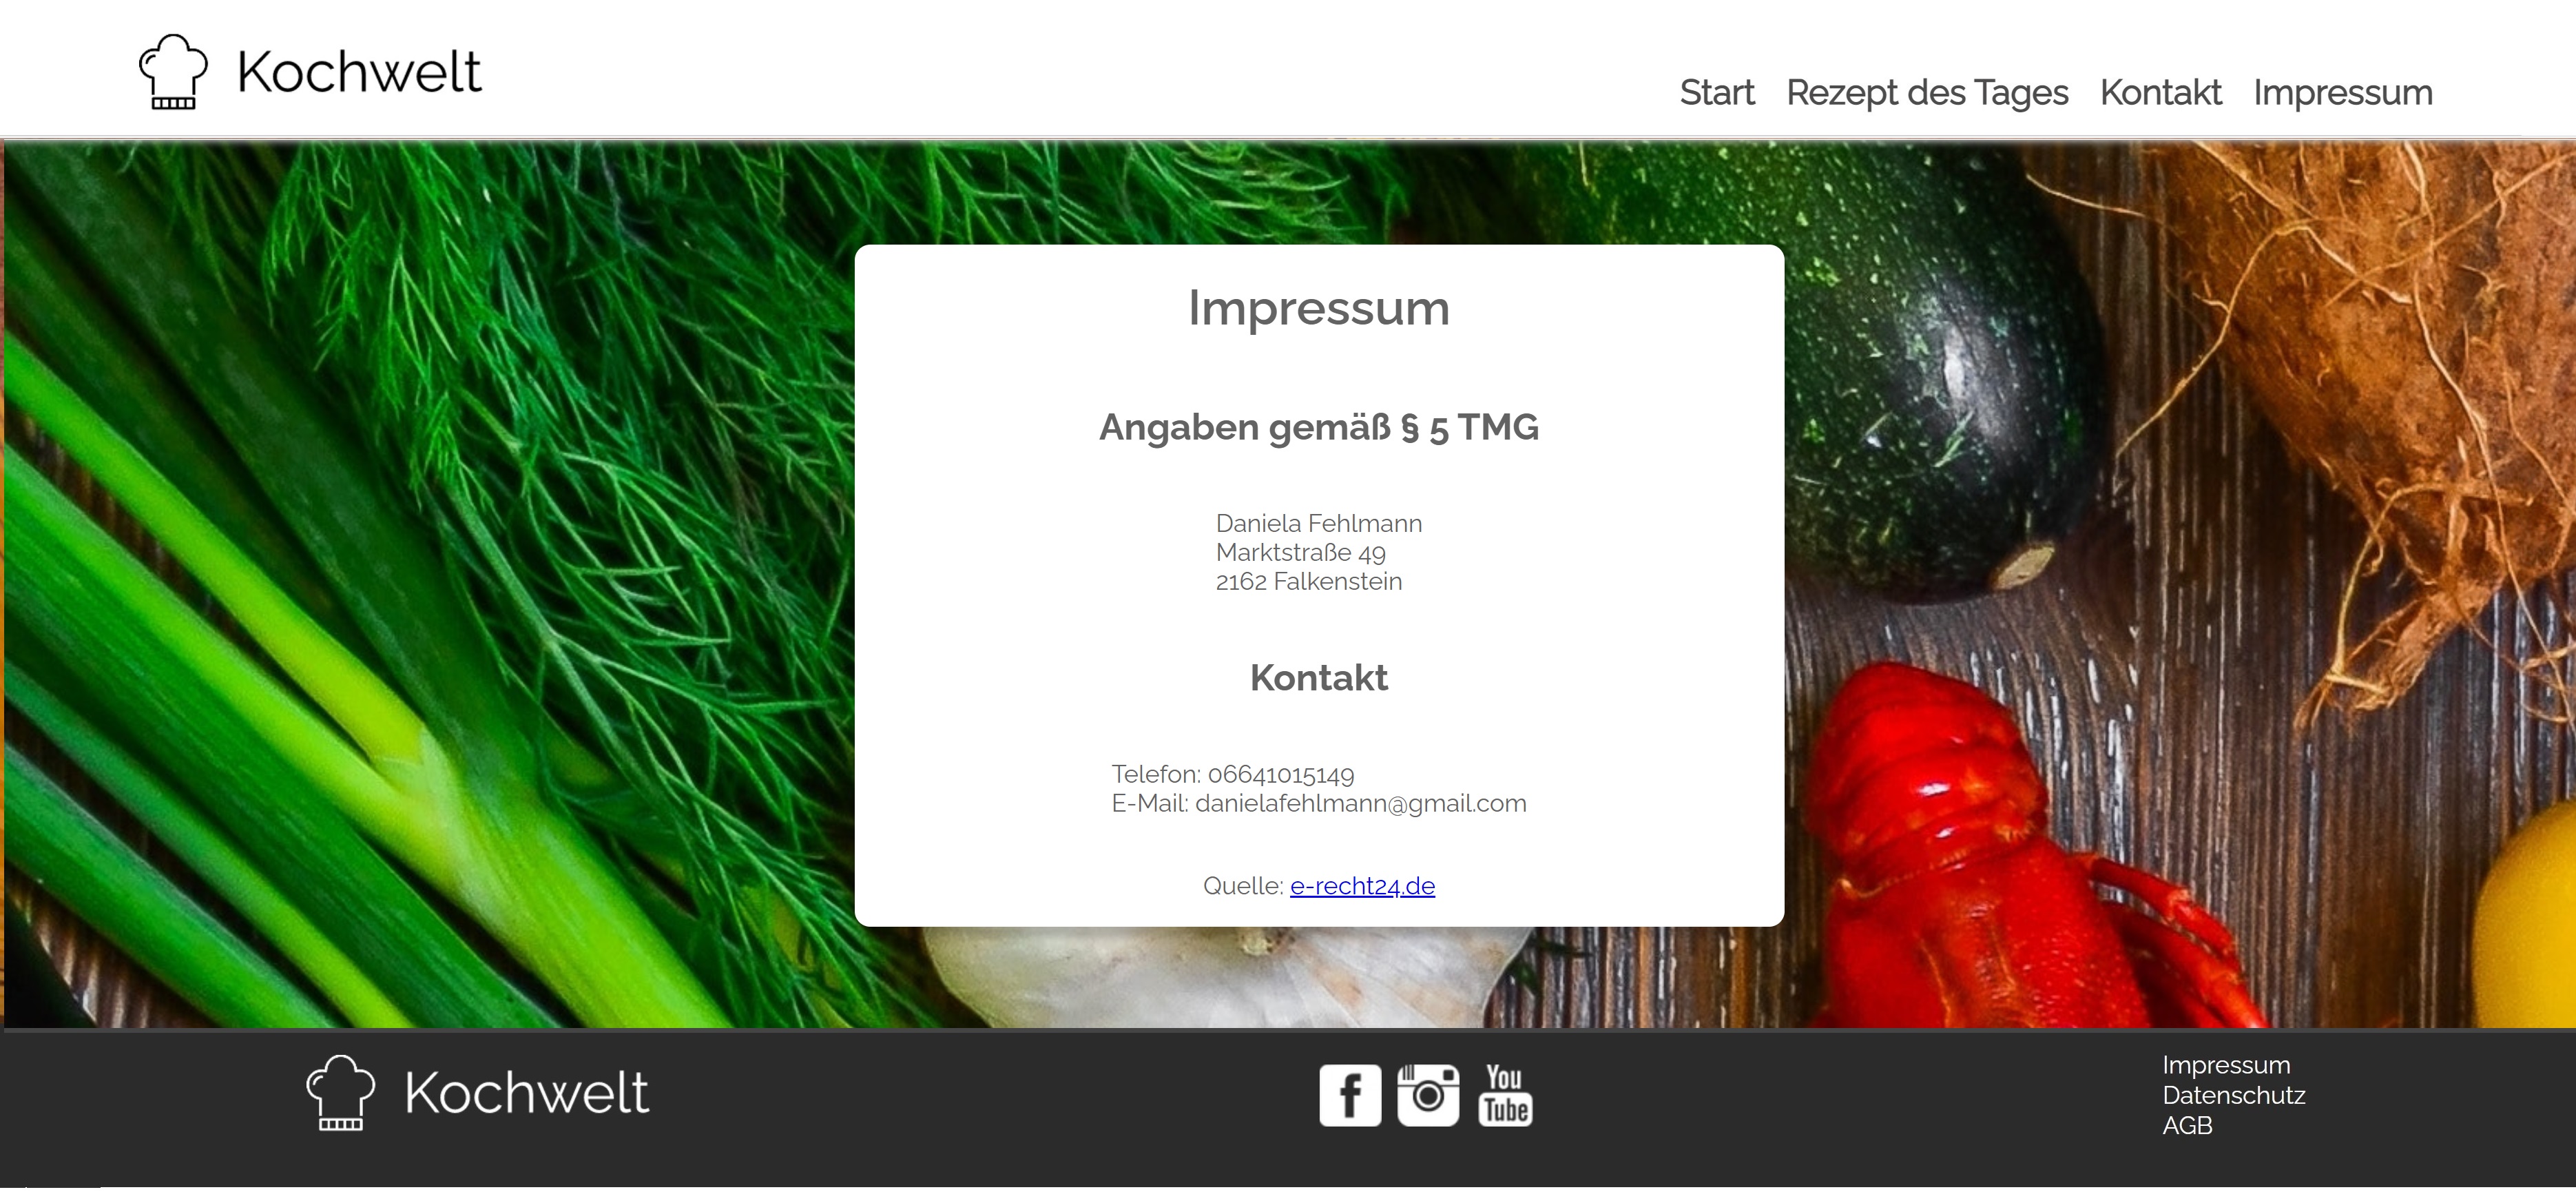 Kochwelt
Start Rezept des Tages Kontakt Impressum
Impressum
Angaben gemäß § 5 TMG
Daniela Fehlmann
Marktstraße 49
2162 Falkenstein
Kontakt
Telefon: 06641015149
E-Mail: danielafehlmann@gmail.com
Quelle: e-recht24.de
Kochwelt
f
You
Tube
Impressum
Datenschutz
AGB